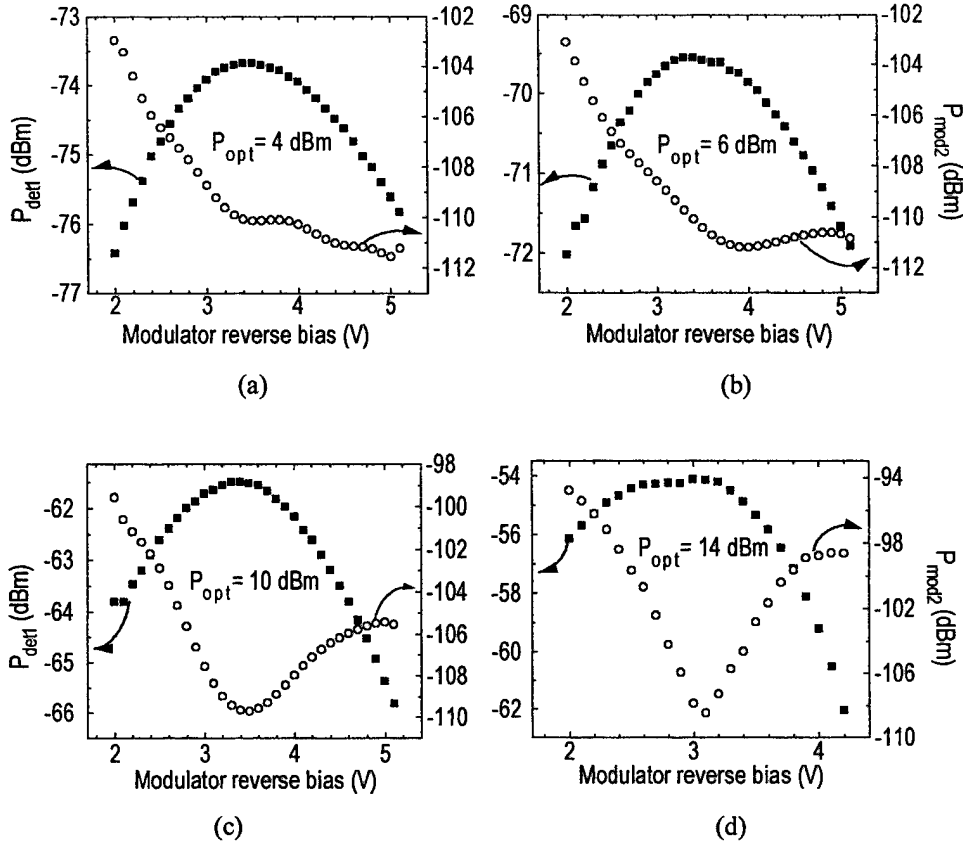 -73
-74
-75
-76
-77
P_det1 (dBm)
P_opt = 4 dBm
-102
-104
-106
-108
-110
-112
2 3 4 5
Modulator reverse bias (V)
(a)
-69
-70
-71
-72
P_opt = 6 dBm
-102
-104
-106
-108
-110
-112
P_mod2 (dBm)
2 3 4 5
Modulator reverse bias (V)
(b)
-62
-63
-64
-65
-66
P_det1 (dBm)
P_opt = 10 dBm
-98
-99
-100
-102
-104
-106
-108
-109
2 3 4 5
Modulator reverse bias (V)
(c)
-54
-56
-58
-60
-62
P_opt = 14 dBm
-94
-98
-102
-106
-110
P_mod2 (dBm)
2 3 4
Modulator reverse bias (V)
(d)